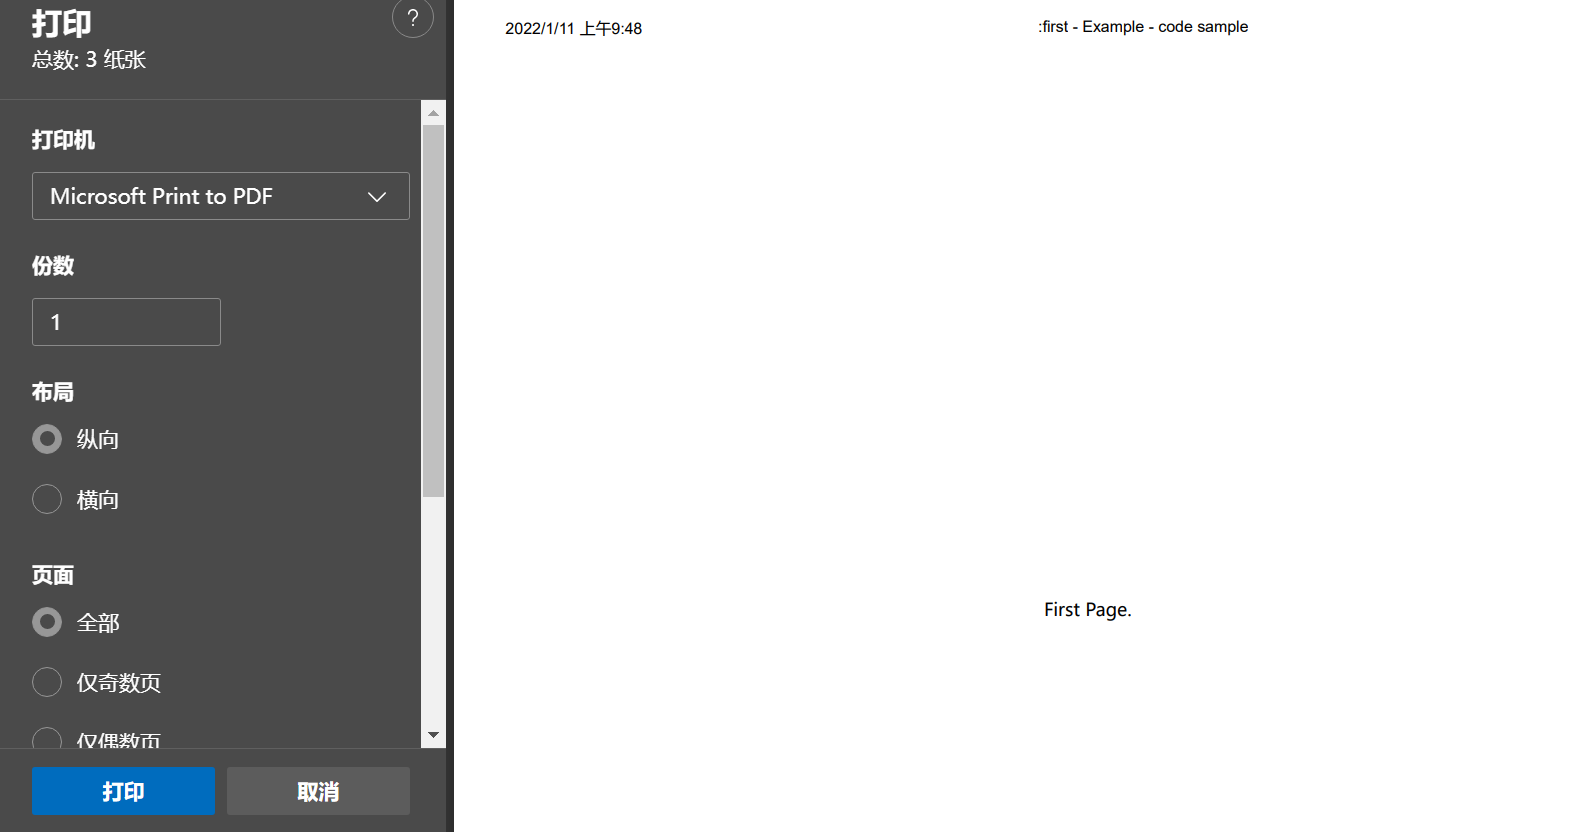 打印
?
总数: 3 纸张
打印机
Microsoft Print to PDF
份数
1
布局
纵向
横向
页面
全部
仅奇数页
仅偶数页
打印
取消
2022/1/11 上午9:48
:first - Example - code sample
First Page.